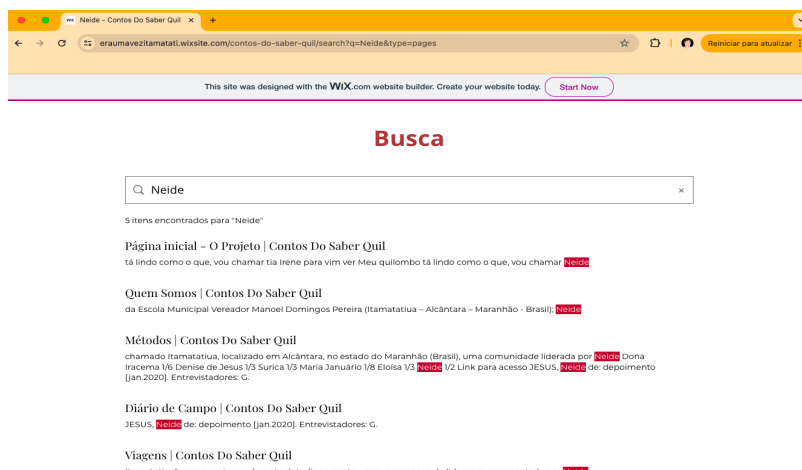 Neide - Contos Do Saber Quil × +
eraumavezitamatati.wixsite.com/contos-do-saber-quil/search?q=Neide&type=pages
Reiniciar para atualizar
This site was designed with the WiX.com website builder. Create your website today. Start Now
Busca
Neide ×
5 itens encontrados para "Neide"
Página inicial - O Projeto | Contos Do Saber Quil
tá lindo como o que, vou chamar tia Irene para vim ver Meu quilombo tá lindo como o que, vou chamar Neide
Quem Somos | Contos Do Saber Quil
da Escola Municipal Vereador Manoel Domingos Pereira (Itamatatiua – Alcântara – Maranhão - Brasil); Neide
Métodos | Contos Do Saber Quil
chamado Itamatatiua, localizado em Alcântara, no estado do Maranhão (Brasil), uma comunidade liderada por Neide Dona
Iracema 1/6 Denise de Jesus 1/3 Surica 1/3 Maria Januário 1/8 Eloísa 1/3 Neide 1/2 Link para acesso JESUS, Neide de: depoimento
[jan.2020]. Entrevistadores: G.
Diário de Campo | Contos Do Saber Quil
JESUS, Neide de: depoimento [jan.2020]. Entrevistadores: G.
Viagens | Contos Do Saber Quil